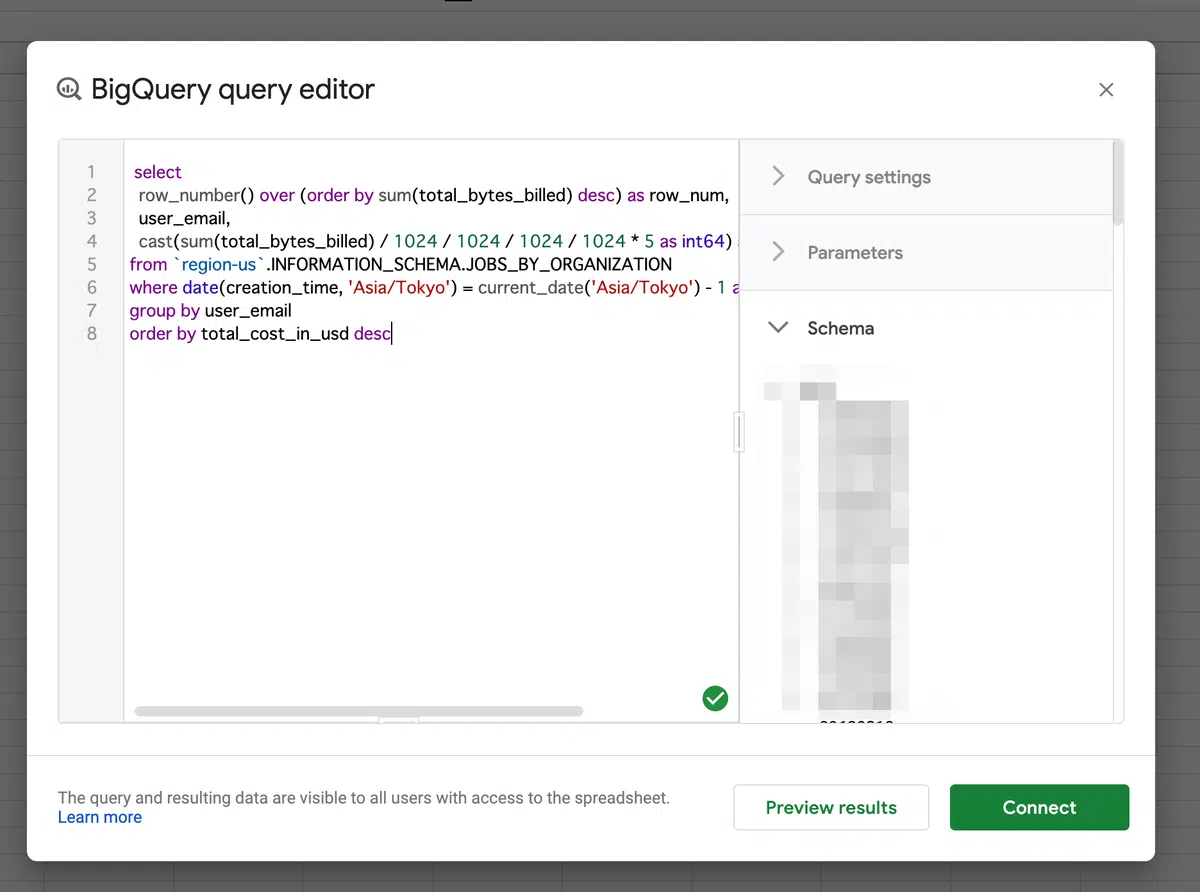 BigQuery query editor
1 select
2 row_number() over (order by sum(total_bytes_billed) desc) as row_num,
3 user_email,
4 cast(sum(total_bytes_billed) / 1024 / 1024 / 1024 / 1024 * 5 as int64)
5 from `region-us`.INFORMATION_SCHEMA.JOBS_BY_ORGANIZATION
6 where date(creation_time, 'Asia/Tokyo') = current_date('Asia/Tokyo') - 1
7 group by user_email
8 order by total_cost_in_usd desc
Query settings
Parameters
Schema
The query and resulting data are visible to all users with access to the spreadsheet.
Learn more
Preview results
Connect